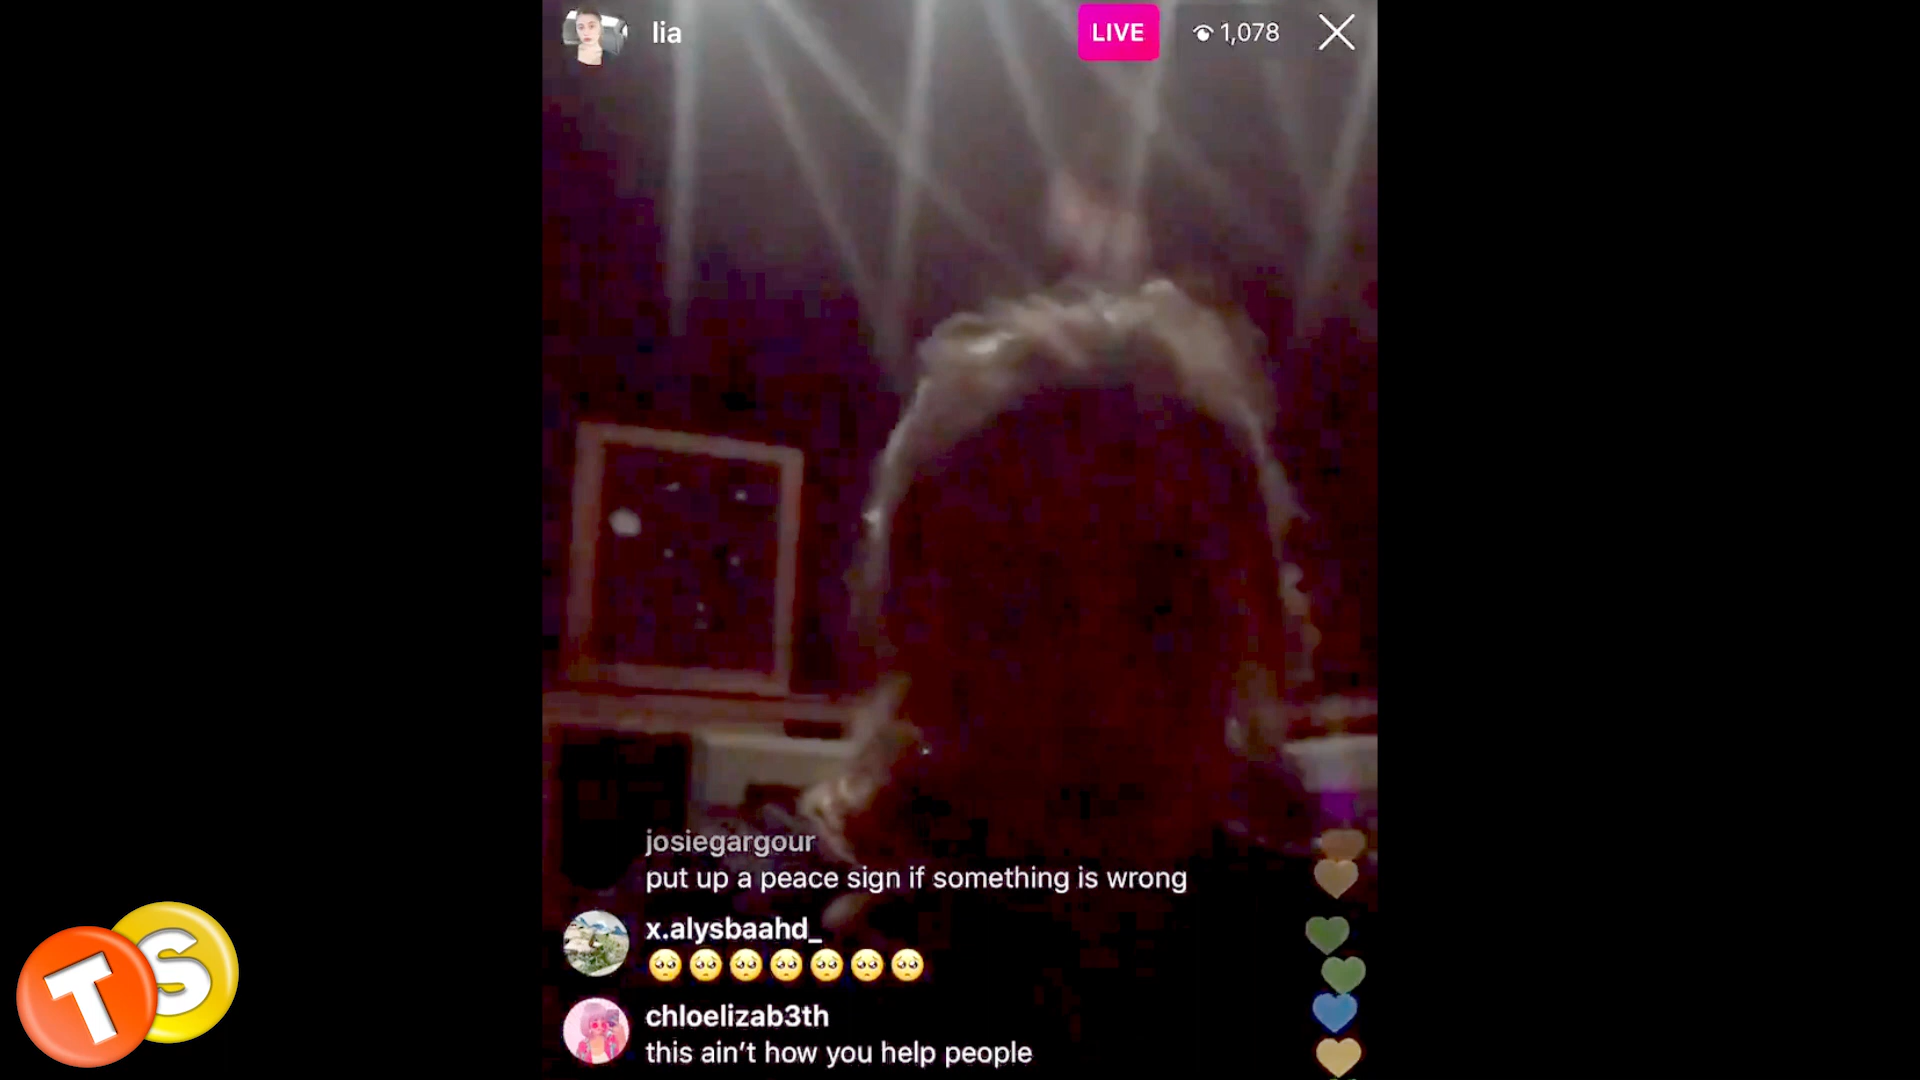 lia
LIVE
1,078
josiegargour
put up a peace sign if something is wrong
x.alysbaahd_
🥺🥺🥺🥺🥺🥺🥺
chloelizab3th
this ain’t how you help people
TS